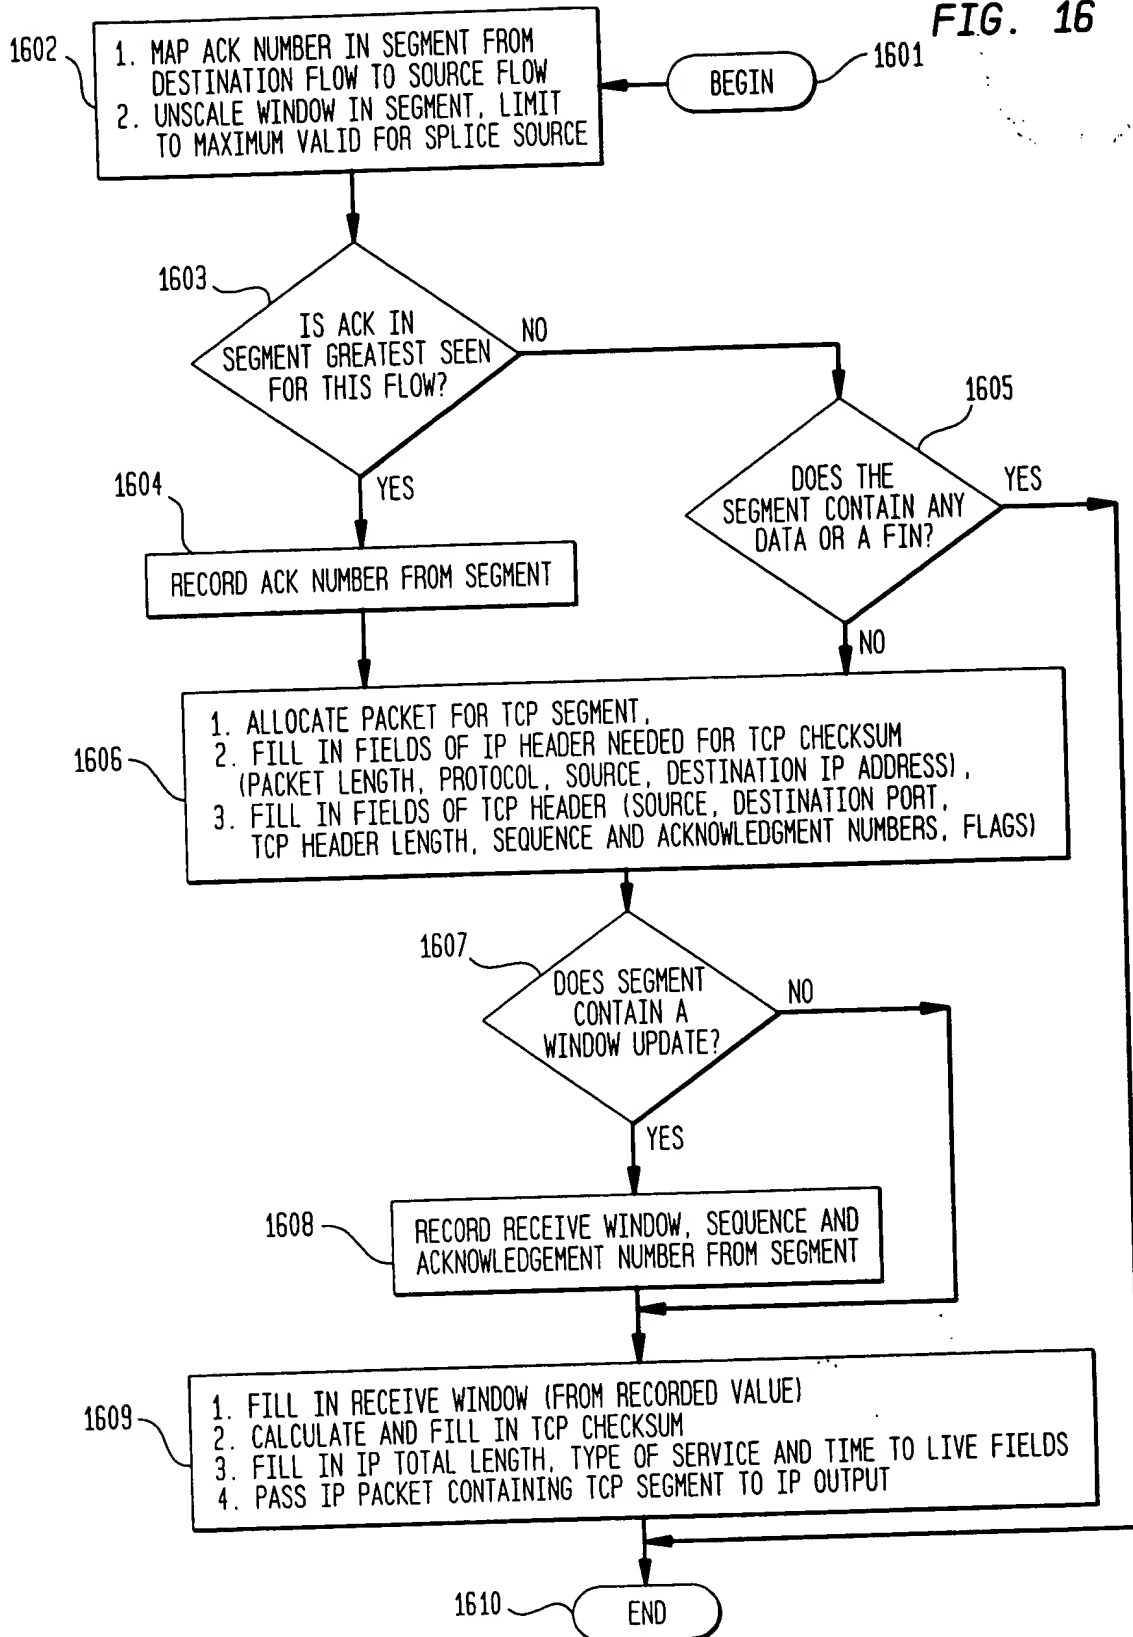 FIG. 16
1602
1. MAP ACK NUMBER IN SEGMENT FROM
DESTINATION FLOW TO SOURCE FLOW
2. UNSCALE WINDOW IN SEGMENT, LIMIT
TO MAXIMUM VALID FOR SPLICE SOURCE
BEGIN
1601
1603
IS ACK IN
SEGMENT GREATEST SEEN
FOR THIS FLOW?
NO
YES
1605
DOES THE
SEGMENT CONTAIN ANY
DATA OR A FIN?
YES
NO
1604
RECORD ACK NUMBER FROM SEGMENT
1606
1. ALLOCATE PACKET FOR TCP SEGMENT,
2. FILL IN FIELDS OF IP HEADER NEEDED FOR TCP CHECKSUM
(PACKET LENGTH, PROTOCOL, SOURCE, DESTINATION IP ADDRESS),
3. FILL IN FIELDS OF TCP HEADER (SOURCE, DESTINATION PORT,
TCP HEADER LENGTH, SEQUENCE AND ACKNOWLEDGMENT NUMBERS, FLAGS)
1607
DOES SEGMENT
CONTAIN A
WINDOW UPDATE?
NO
YES
1608
RECORD RECEIVE WINDOW, SEQUENCE AND
ACKNOWLEDGEMENT NUMBER FROM SEGMENT
1609
1. FILL IN RECEIVE WINDOW (FROM RECORDED VALUE)
2. CALCULATE AND FILL IN TCP CHECKSUM
3. FILL IN IP TOTAL LENGTH, TYPE OF SERVICE AND TIME TO LIVE FIELDS
4. PASS IP PACKET CONTAINING TCP SEGMENT TO IP OUTPUT
1610
END